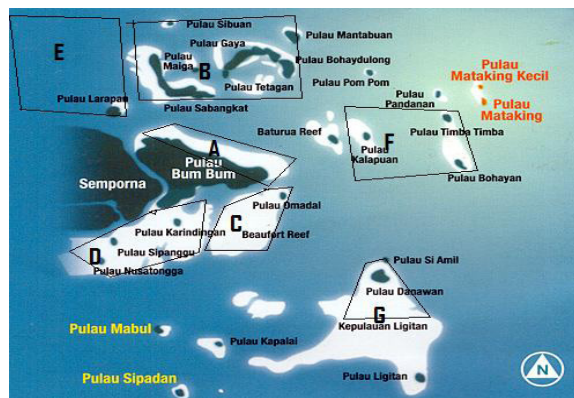 Pulau Sibuan
Pulau Mantabuan
Pulau Gaya
E
Pulau
Maiga
B
Pulau Bohaydulong
Pulau Pom Pom
Pulau
Mataking Kecil
Pulau Tetagan
Pulau
Pandanan
Pulau Larapan
Pulau Sabangkat
Pulau
Mataking
Baturua Reef
F
Pulau Timba Timba
A
Pulau
Kalapuan
Pulau
Bum Bum
Pulau Bohayan
Semporna
Pulau Omadal
C
Pulau Karindingan
Beaufort Reef
D
Pulau Sipanggu
Pulau Nusatongga
Pulau Si Amil
Pulau Danawan
G
Kepulauan Ligitan
Pulau Mabul
Pulau Kapalai
Pulau Ligitan
N
Pulau Sipadan